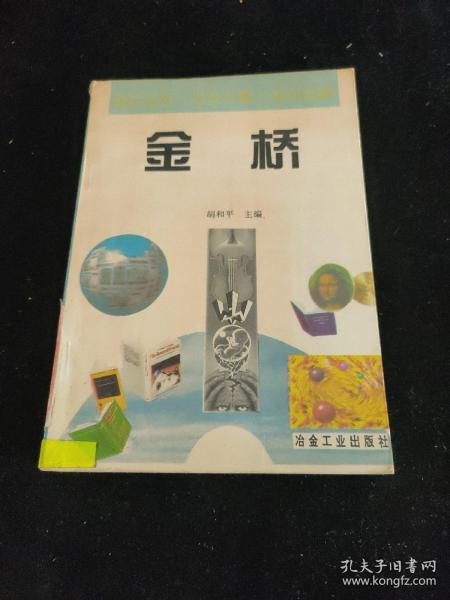 金 桥
胡和平 主编
冶金工业出版社
孔夫子旧书网
www.kongfz.com